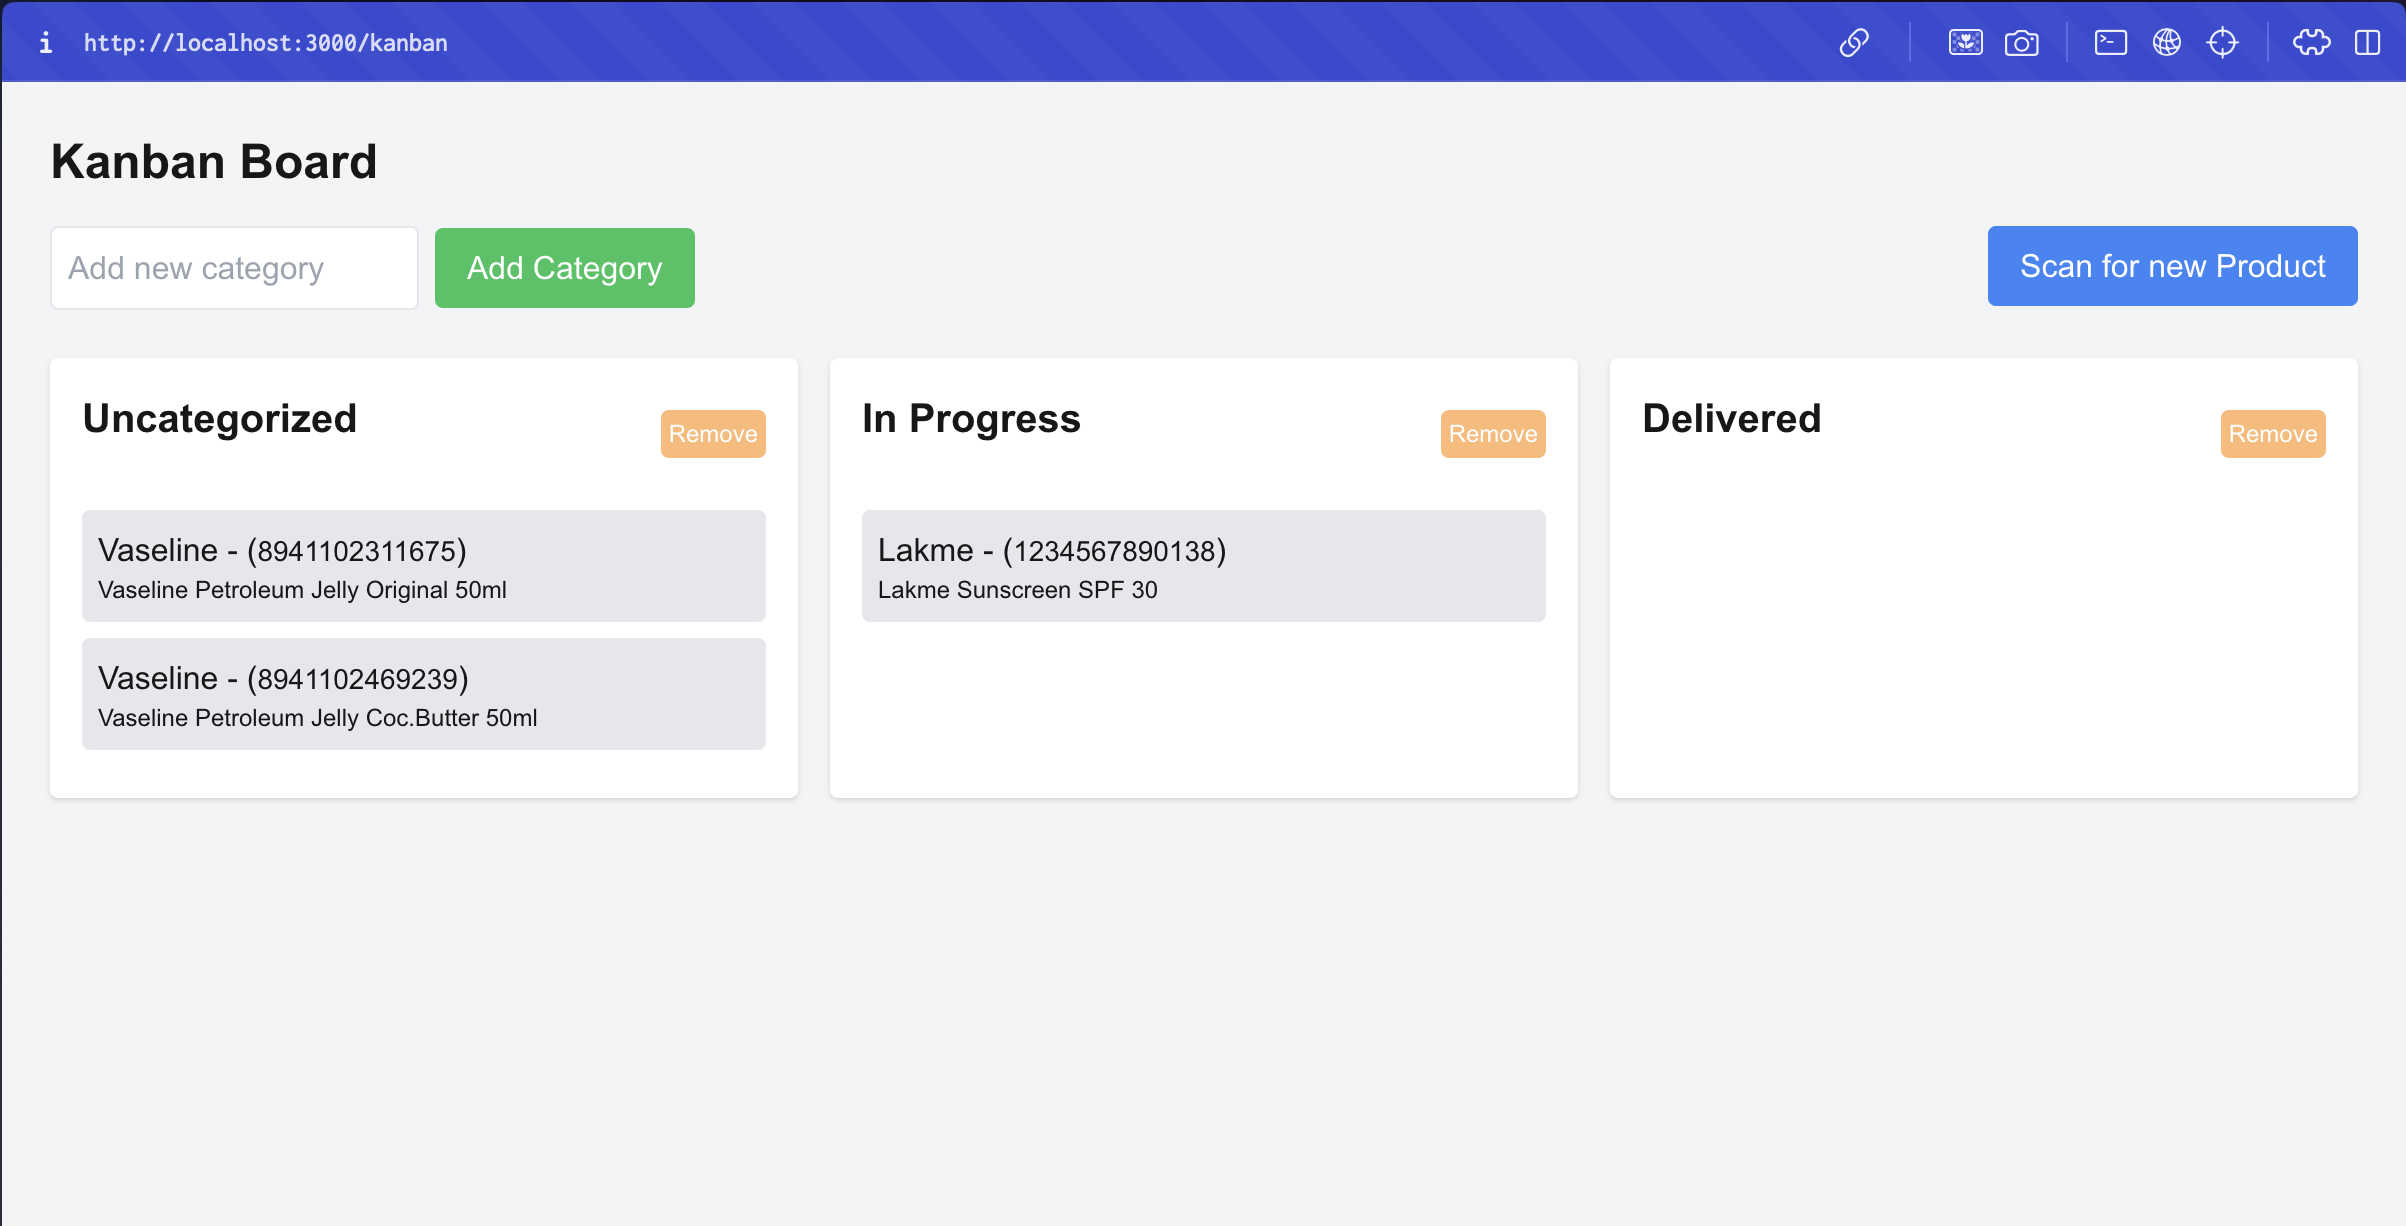 i http://localhost:3000/kanban
Kanban Board
Add new category
Add Category
Scan for new Product
Uncategorized
Remove
Vaseline - (8941102311675)
Vaseline Petroleum Jelly Original 50ml
Vaseline - (8941102469239)
Vaseline Petroleum Jelly Coc.Butter 50ml
In Progress
Remove
Lakme - (1234567890138)
Lakme Sunscreen SPF 30
Delivered
Remove